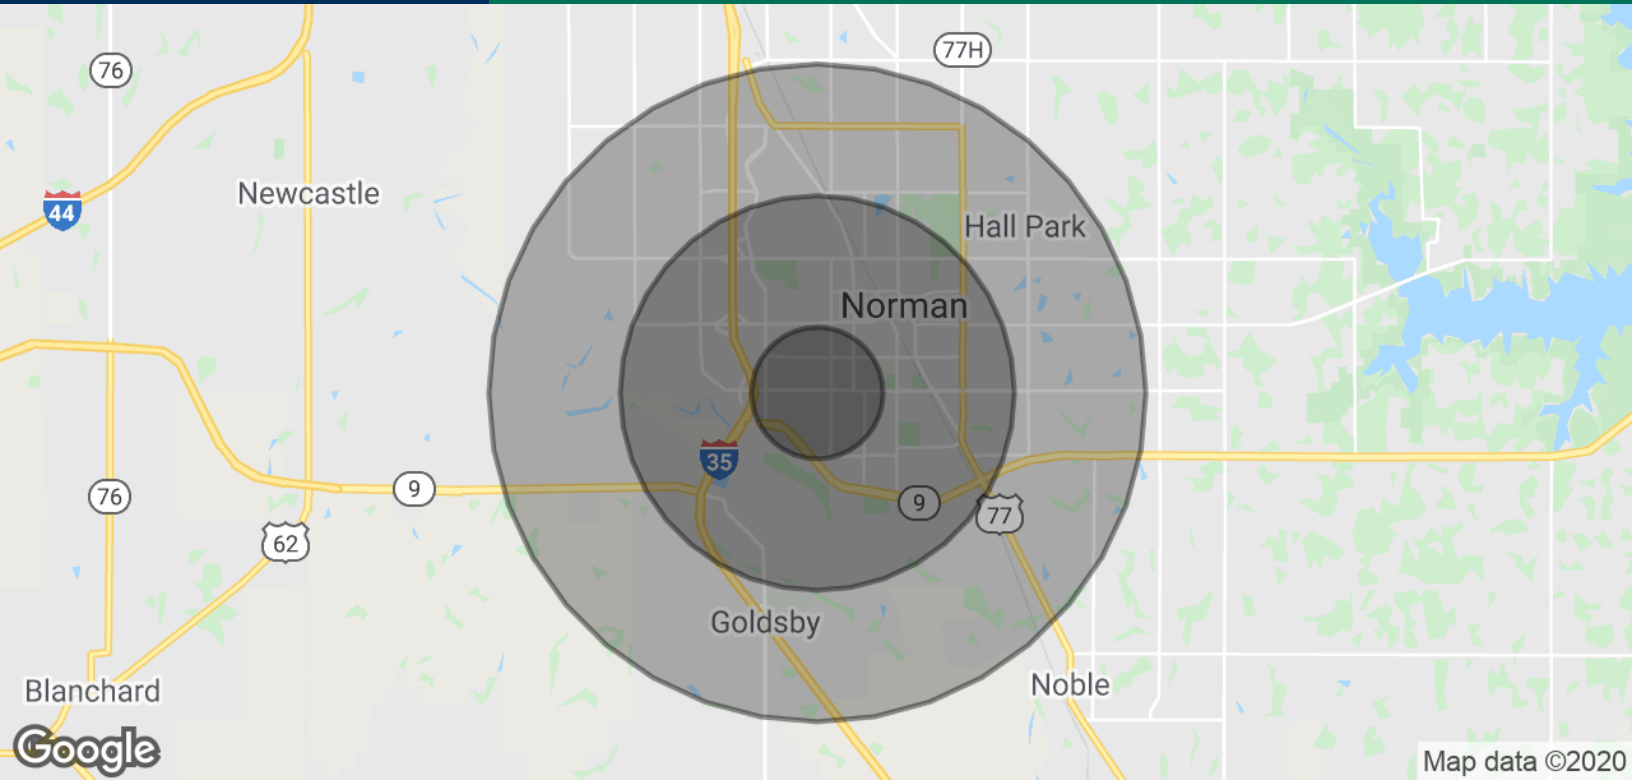 77H
76
Newcastle
44
Hall Park
Norman
35
9
76
9
77
62
Goldsby
Noble
Blanchard
Google
Map data ©2020